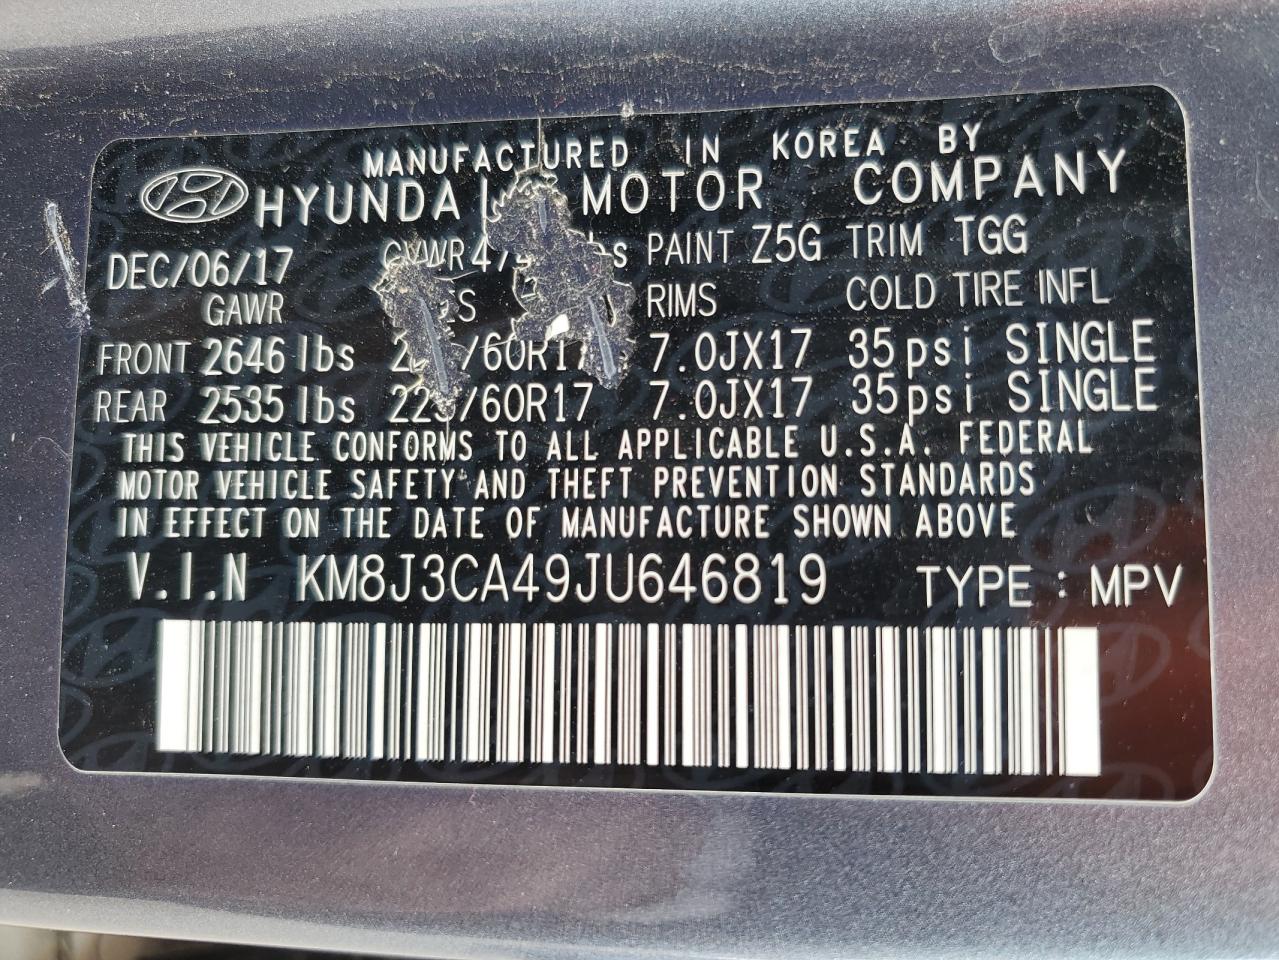 MANUFACTURED IN KOREA BY
HYUNDAI MOTOR COMPANY
DEC/06/17 GVWR PAINT Z5G TRIM TGG
GAWR RIMS COLD TIRE INFL
FRONT 2646 lbs 7.0JX17 35psi SINGLE
REAR 2535 lbs 7.0JX17 35psi SINGLE
THIS VEHICLE CONFORMS TO ALL APPLICABLE U.S.A. FEDERAL
MOTOR VEHICLE SAFETY AND THEFT PREVENTION STANDARDS
IN EFFECT ON THE DATE OF MANUFACTURE SHOWN ABOVE
V.I.N KM8J3CA49JU646819 TYPE : MPV